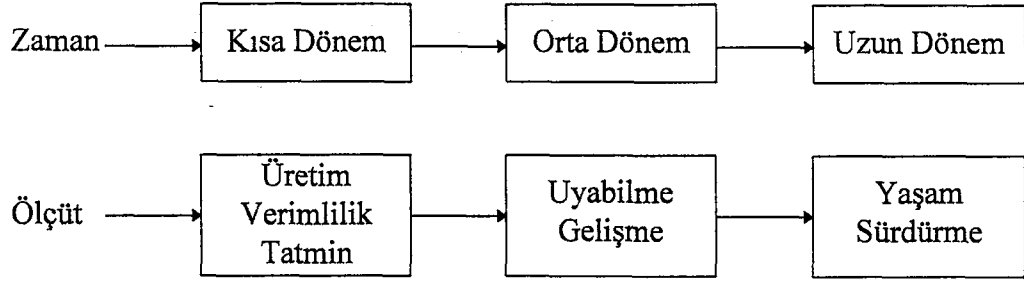 Zaman Kısa Dönem Orta Dönem Uzun Dönem
Ölçüt
Üretim
Verimlilik
Tatmin
Uyabilme
Gelişme
Yaşam
Sürdürme